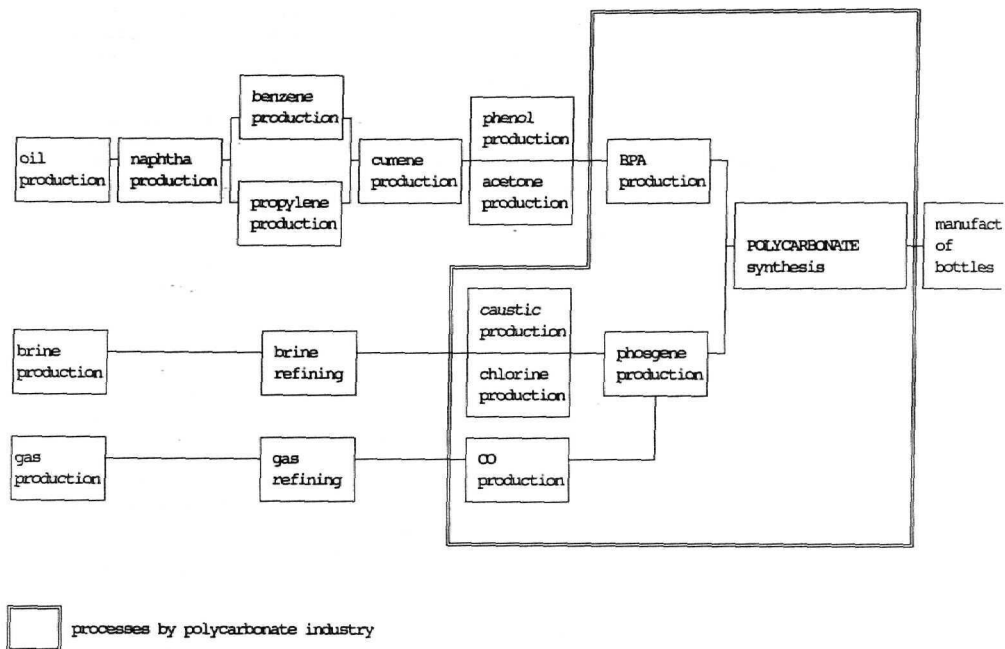 benzene
production
phenol
production
oil
production
naphtha
production
cumene
production
acetone
production
BPA
production
propylene
production
POLYCARBONATE
synthesis
manufact
of
bottles
caustic
production
brine
production
brine
refining
chlorine
production
phosgene
production
gas
production
gas
refining
CO
production
processes by polycarbonate industry